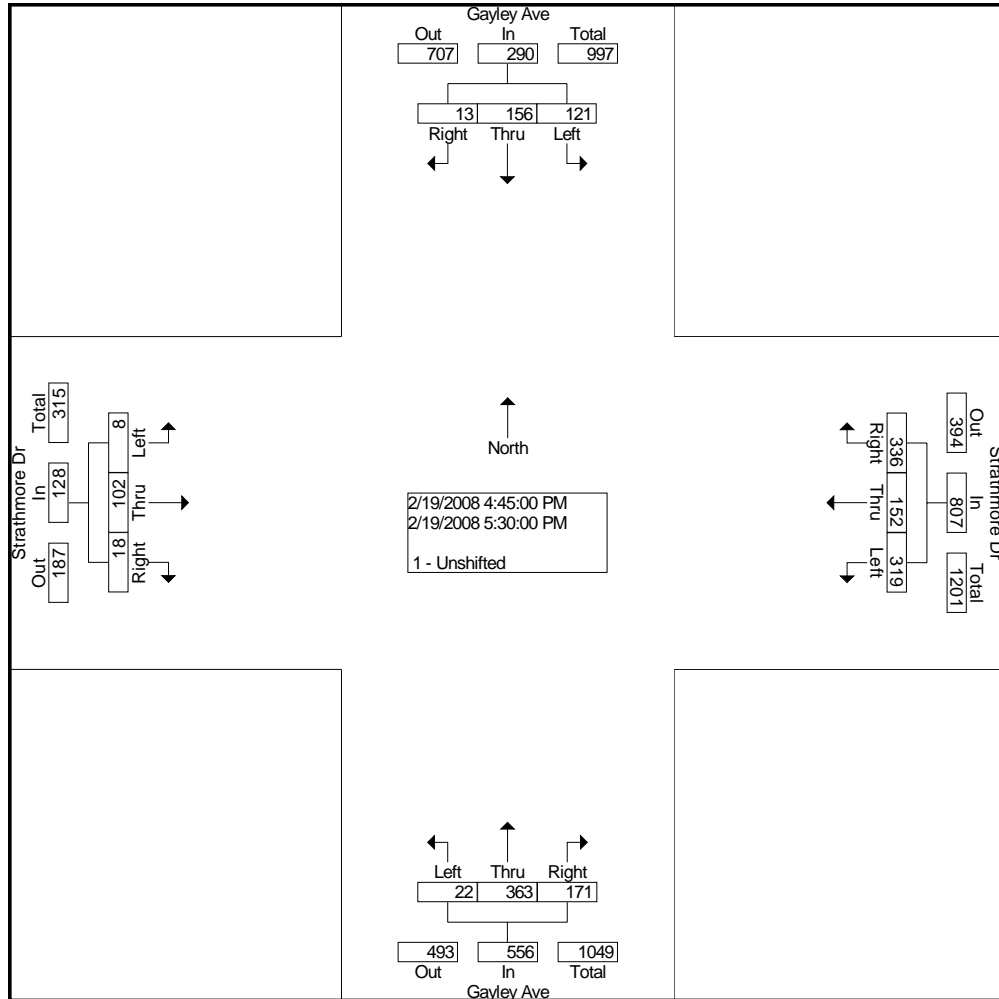 Gayley Ave
Out In Total
707 290 997
13 156 121
Right Thru Left
Strathmore Dr
Total In Out
315 128 187
8 102 18
Left Thru Right
North
2/19/2008 4:45:00 PM
2/19/2008 5:30:00 PM
1 - Unshifted
Right Thru Left
336 152 319
Out In Total
394 807 1201
Strathmore Dr
Left Thru Right
22 363 171
493 556 1049
Out In Total
Gayley Ave